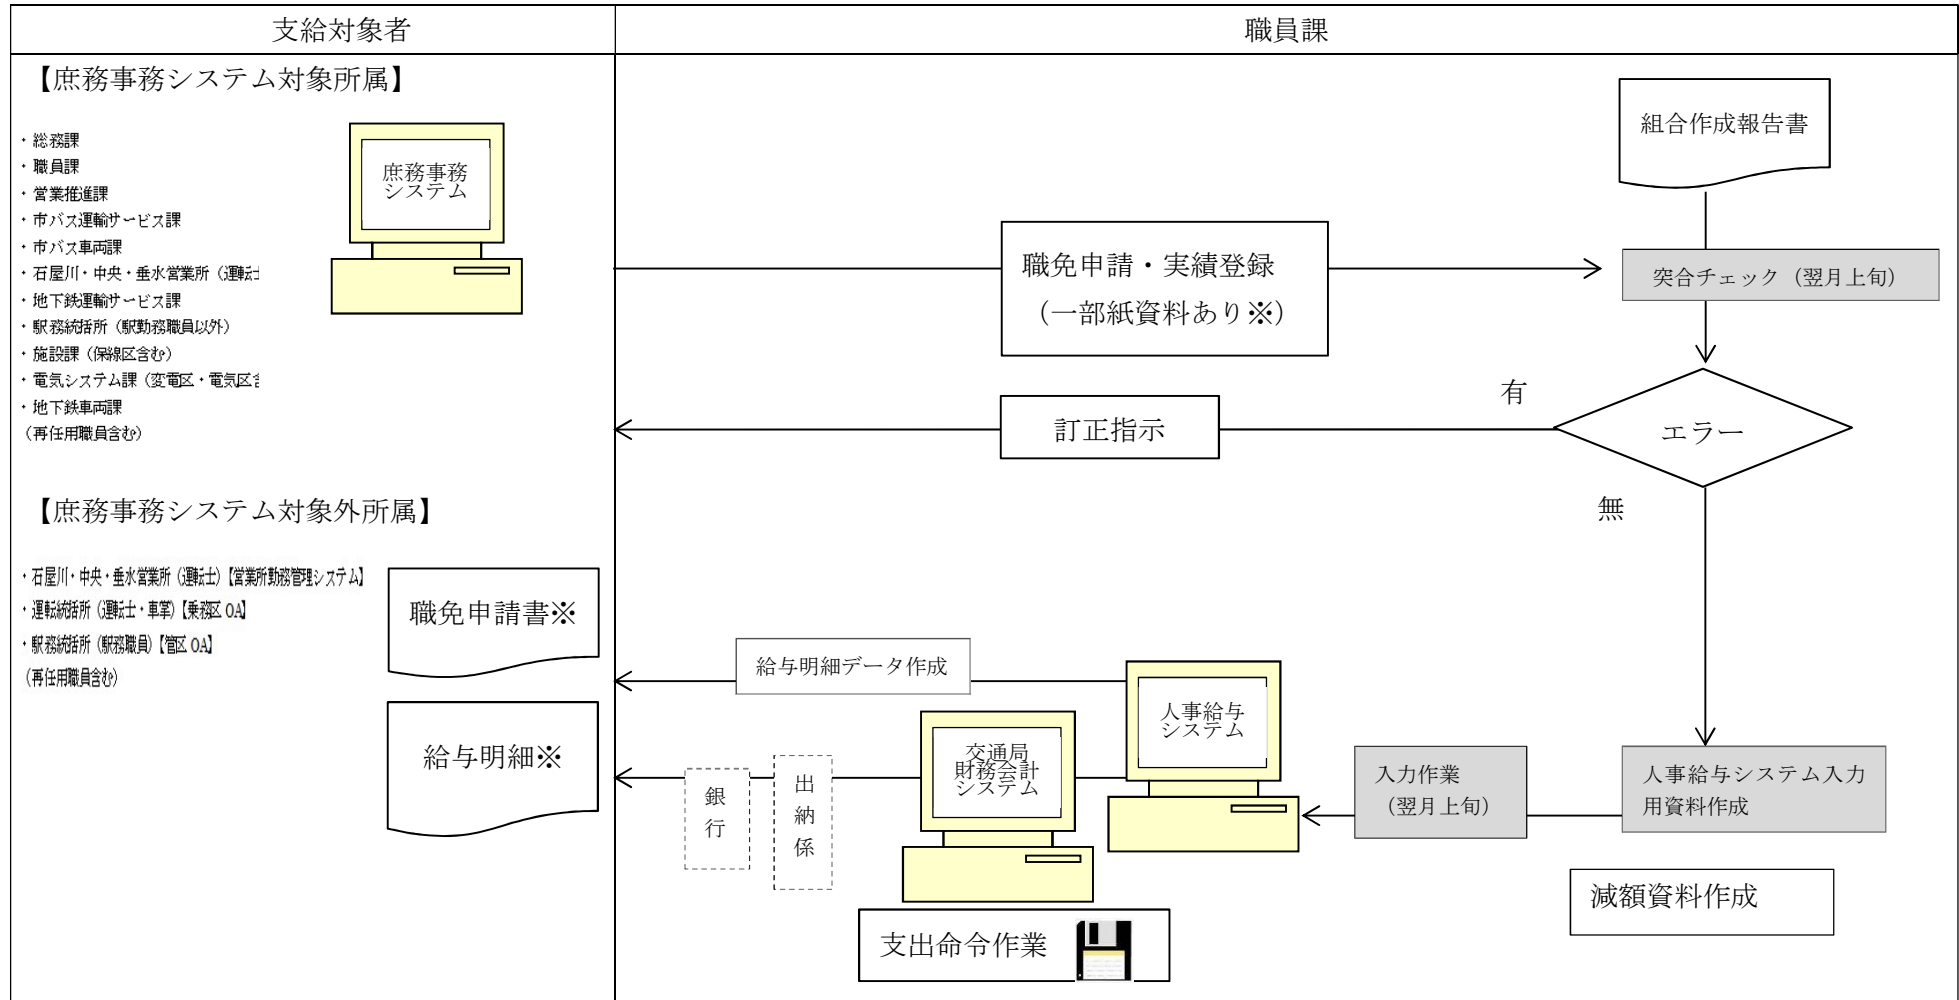 支給対象者
職員課
【庶務事務システム対象所属】
・総務課
・職員課
・営業推進課
・市バス運輸サービス課
・市バス車両課
・石屋川・中央・垂水営業所（運転士
・地下鉄運輸サービス課
・駅務統括所（駅勤務職員以外）
・施設課（保線区含む）
・電気システム課（変電区・電気区含
・地下鉄車両課
（再任用職員含む）
庶務事務
システム
組合作成報告書
職免申請・実績登録
（一部紙資料あり※）
突合チェック（翌月上旬）
有
訂正指示
エラー
無
【庶務事務システム対象外所属】
・石屋川・中央・垂水営業所（運転士）【営業所勤務管理システム】
・運転統括所（運転士・車掌）【乗務区 OA】
・駅務統括所（駅務職員）【管区 OA】
（再任用職員含む）
職免申請書※
給与明細※
給与明細データ作成
人事給与
システム
交通局
財務会計
システム
銀行
出納係
入力作業
（翌月上旬）
人事給与システム入力
用資料作成
減額資料作成
支出命令作業